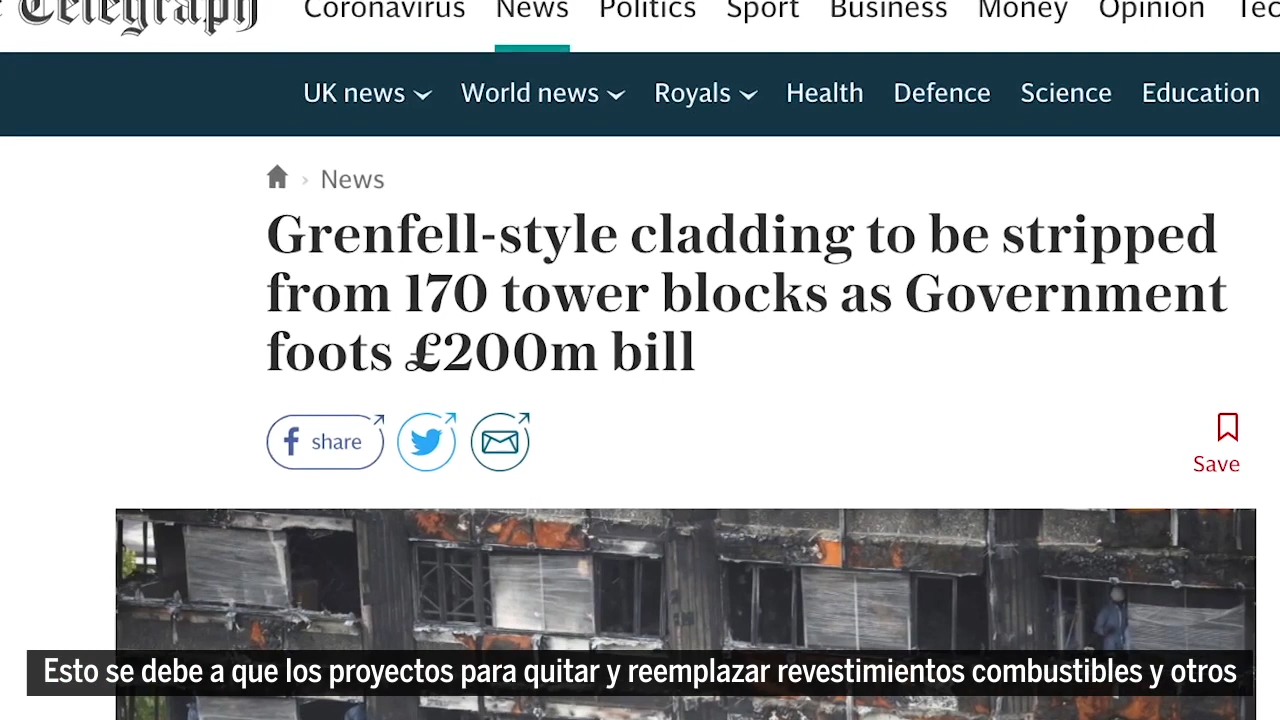 Telegraph
Coronavirus News Politics Sport Business Money Opinion
UK news World news Royals Health Defence Science Education
News
Grenfell-style cladding to be stripped
from 170 tower blocks as Government
foots £200m bill
share
Save
Esto se debe a que los proyectos para quitar y reemplazar revestimientos combustibles y otros